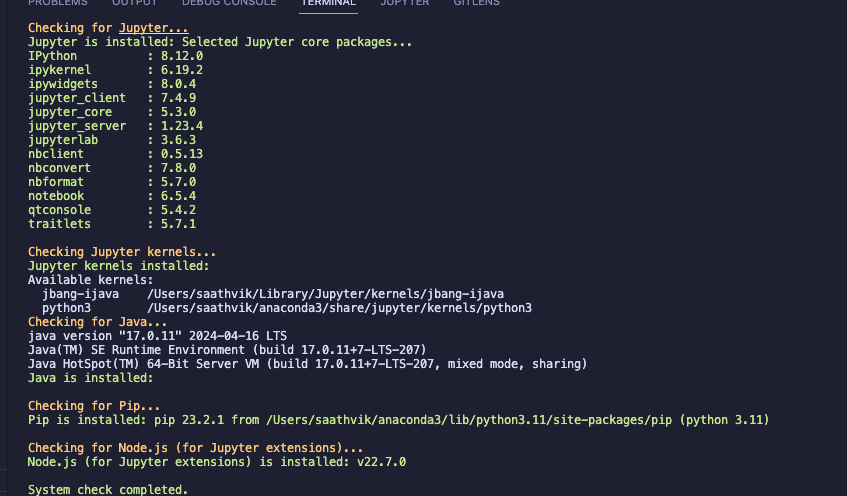 PROBLEMS OUTPUT DEBUG CONSOLE TERMINAL JUPYTER GITLENS
Checking for Jupyter...
Jupyter is installed: Selected Jupyter core packages...
IPython          : 8.12.0
ipykernel        : 6.19.2
ipywidgets       : 8.0.4
jupyter_client   : 7.4.9
jupyter_core     : 5.3.0
jupyter_server   : 1.23.4
jupyterlab       : 3.6.3
nbclient         : 0.5.13
nbconvert        : 7.8.0
nbformat         : 5.7.0
notebook         : 6.5.4
qtconsole        : 5.4.2
traitlets        : 5.7.1
Checking Jupyter kernels...
Jupyter kernels installed:
Available kernels:
  jbang-ijava    /Users/saathvik/Library/Jupyter/kernels/jbang-ijava
  python3        /Users/saathvik/anaconda3/share/jupyter/kernels/python3
Checking for Java...
java version "17.0.11" 2024-04-16 LTS
Java(TM) SE Runtime Environment (build 17.0.11+7-LTS-207)
Java HotSpot(TM) 64-Bit Server VM (build 17.0.11+7-LTS-207, mixed mode, sharing)
Java is installed:
Checking for Pip...
Pip is installed: pip 23.2.1 from /Users/saathvik/anaconda3/lib/python3.11/site-packages/pip (python 3.11)
Checking for Node.js (for Jupyter extensions)...
Node.js (for Jupyter extensions) is installed: v22.7.0
System check completed.